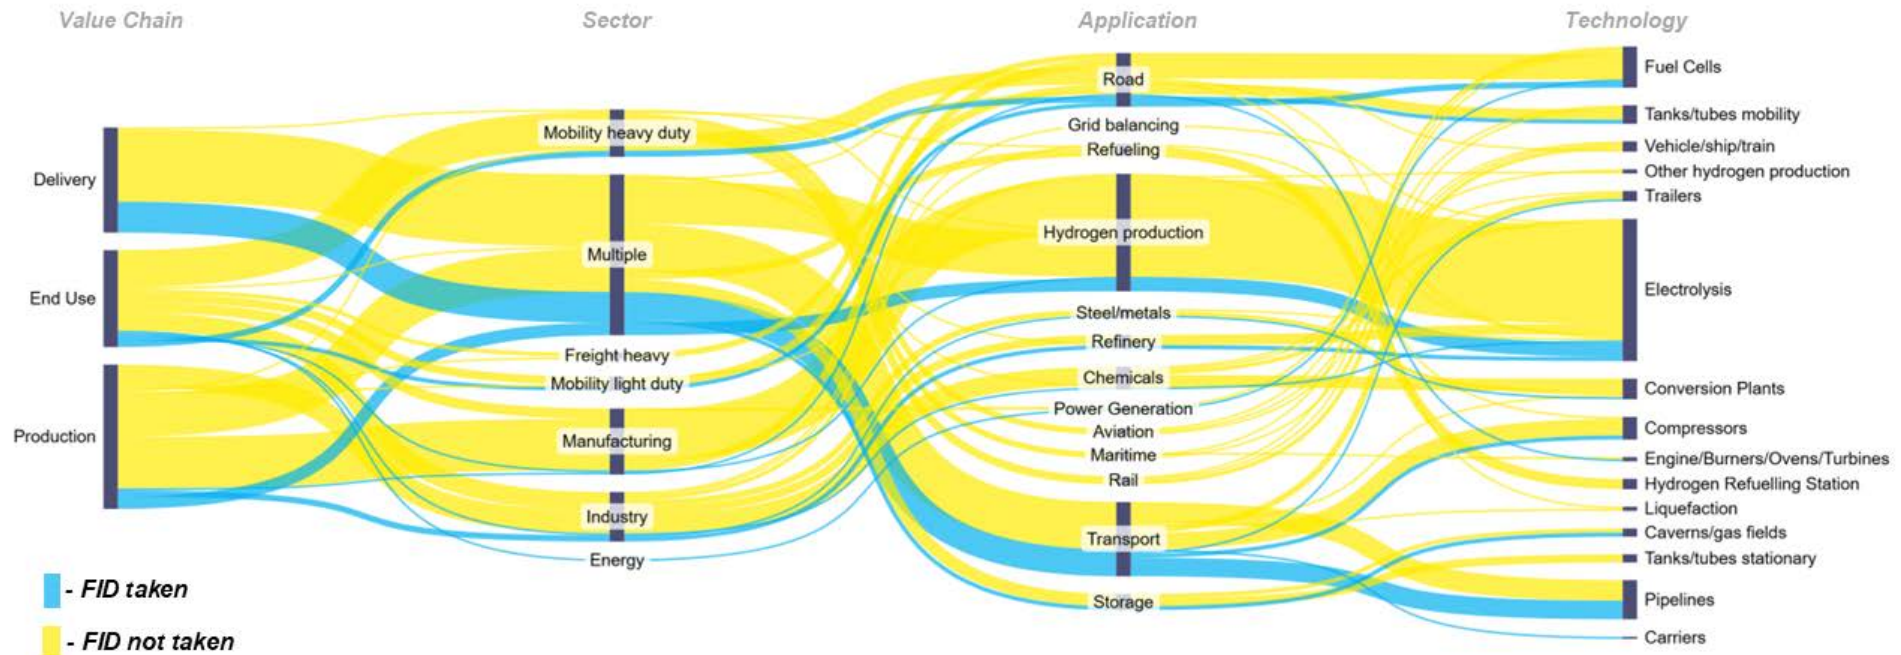 Value Chain
Sector
Application
Technology
Delivery
End Use
Production
Mobility heavy duty
Multiple
Freight heavy
Mobility light duty
Manufacturing
Industry
Energy
Road
Grid balancing
Refueling
Hydrogen production
Steel/metals
Refinery
Chemicals
Power Generation
Aviation
Maritime
Rail
Transport
Storage
Fuel Cells
Tanks/tubes mobility
Vehicle/ship/train
Other hydrogen production
Trailers
Electrolysis
Conversion Plants
Compressors
Engine/Burners/Ovens/Turbines
Hydrogen Refuelling Station
Liquefaction
Caverns/gas fields
Tanks/tubes stationary
Pipelines
Carriers
- FID taken
- FID not taken